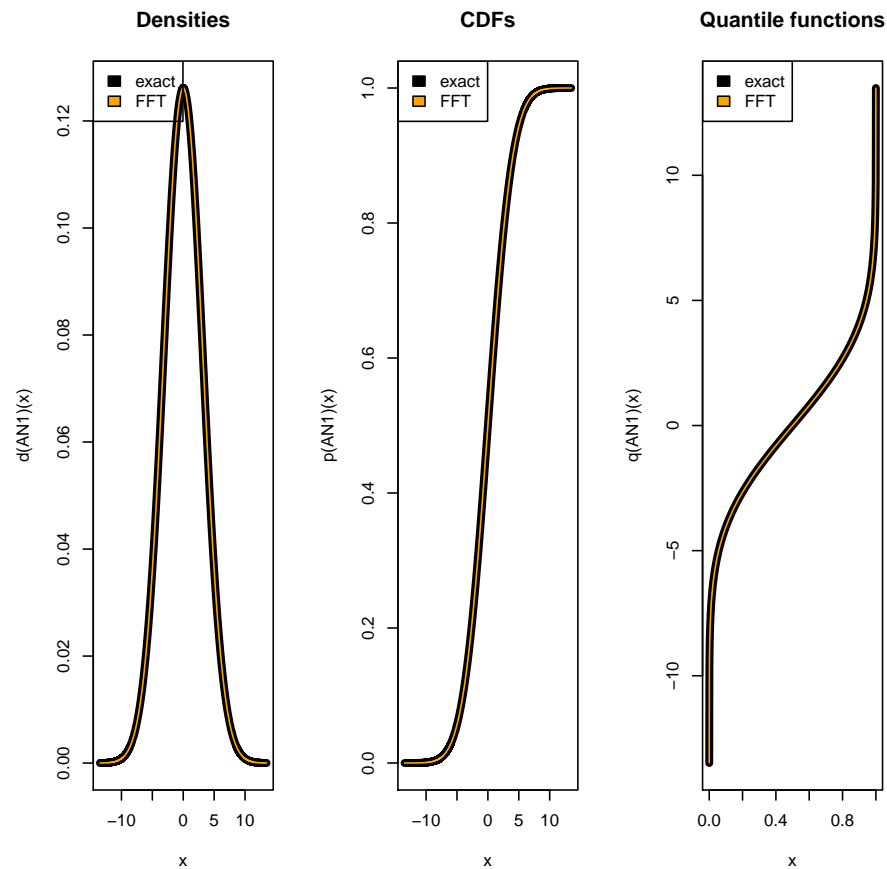 Densities
exact
FFT
d(AN1)(x)
0.00
0.02
0.04
0.06
0.08
0.10
0.12
−10
0
5
10
x
CDFs
exact
FFT
p(AN1)(x)
0.0
0.2
0.4
0.6
0.8
1.0
−10
0
5
10
x
Quantile functions
exact
FFT
q(AN1)(x)
−10
−5
0
5
10
0.0
0.4
0.8
x